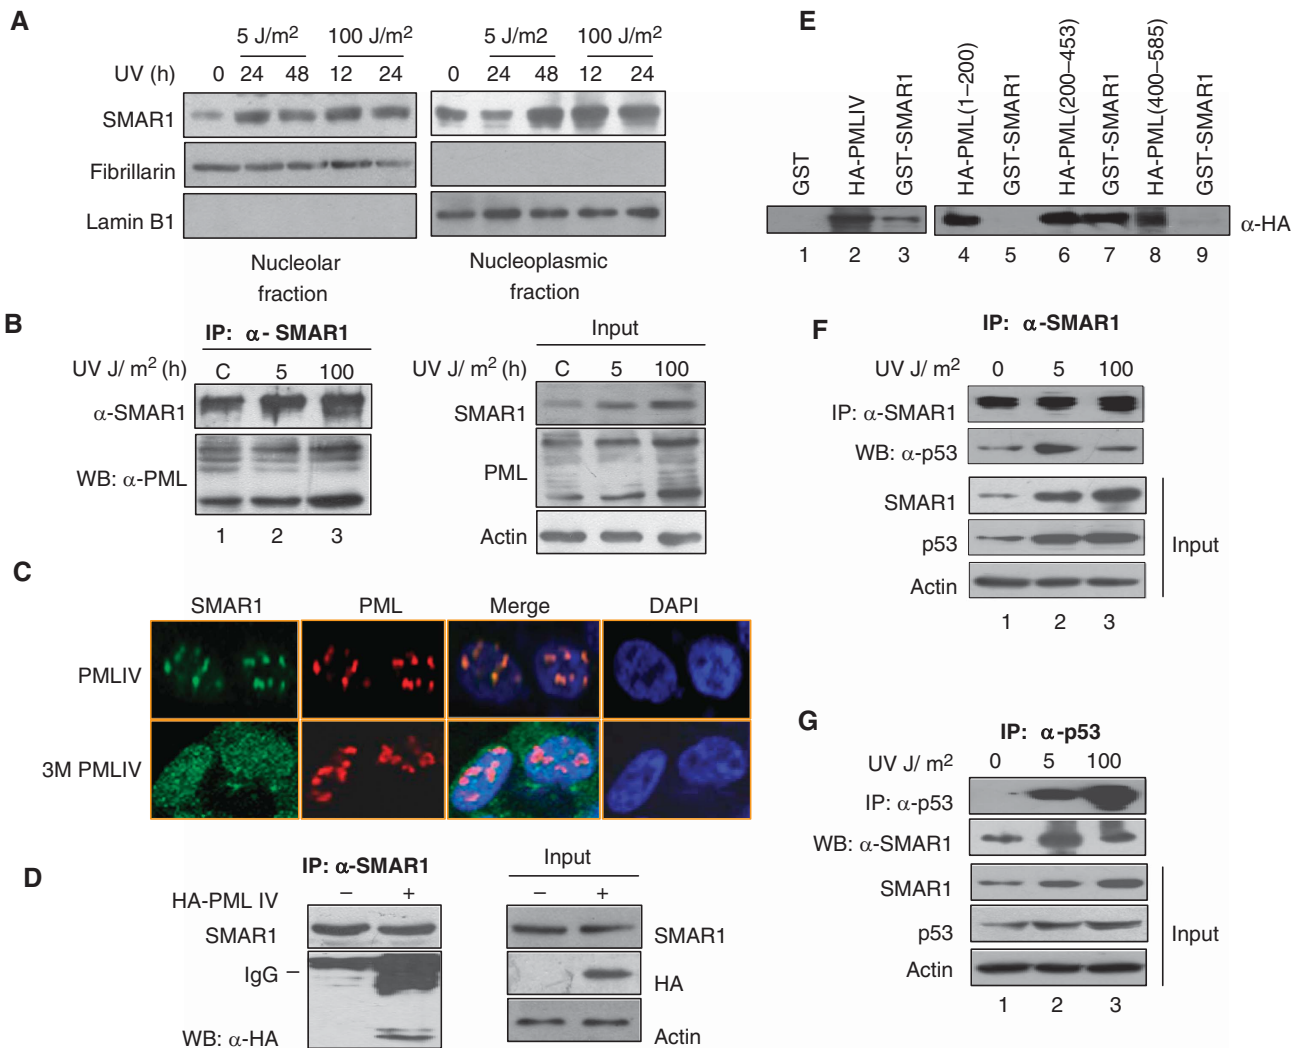 A
5 J/m² 100 J/m²
5 J/m2 100 J/m²
UV (h) 0 24 48 12 24
0 24 48 12 24
SMAR1
Fibrillarin
Lamin B1
Nucleolar
fraction
Nucleoplasmic
fraction
B
IP: α- SMAR1
UV J/ m² (h) C 5 100
α-SMAR1
WB: α-PML
1 2 3
Input
UV J/ m² (h) C 5 100
SMAR1
PML
Actin
C
SMAR1 PML Merge DAPI
PMLIV
3M PMLIV
D
IP: α-SMAR1
HA-PML IV – +
SMAR1
IgG –
WB: α-HA
Input
– +
SMAR1
HA
Actin
E
GST
HA-PMLIV
GST-SMAR1
HA-PML(1–200)
GST-SMAR1
HA-PML(200–453)
GST-SMAR1
HA-PML(400–585)
GST-SMAR1
α-HA
1 2 3 4 5 6 7 8 9
F
IP: α-SMAR1
UV J/ m² 0 5 100
IP: α-SMAR1
WB: α-p53
SMAR1
p53
Actin
Input
1 2 3
G
IP: α-p53
UV J/ m² 0 5 100
IP: α-p53
WB: α-SMAR1
SMAR1
p53
Actin
Input
1 2 3